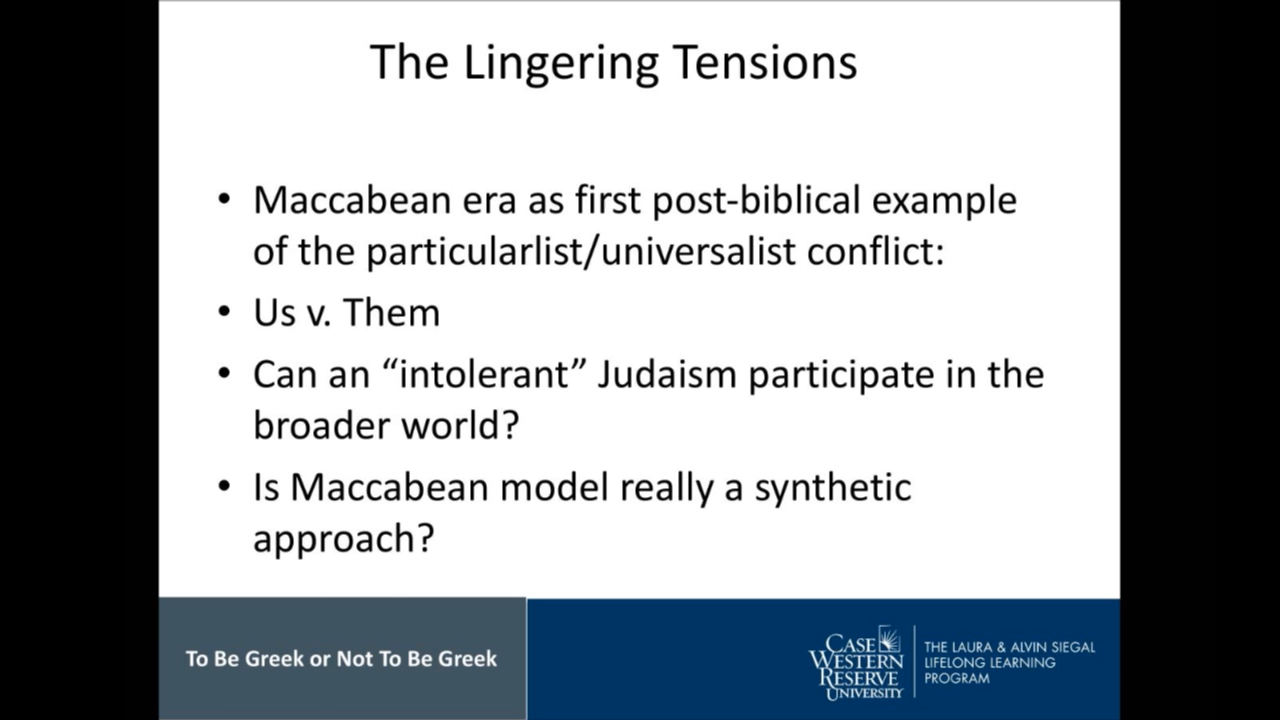 The Lingering Tensions
• Maccabean era as first post-biblical example
of the particularlist/universalist conflict:
• Us v. Them
• Can an “intolerant” Judaism participate in the
broader world?
• Is Maccabean model really a synthetic
approach?
To Be Greek or Not To Be Greek
CASE
WESTERN
RESERVE
UNIVERSITY
THE LAURA & ALVIN SIEGAL
LIFELONG LEARNING
PROGRAM